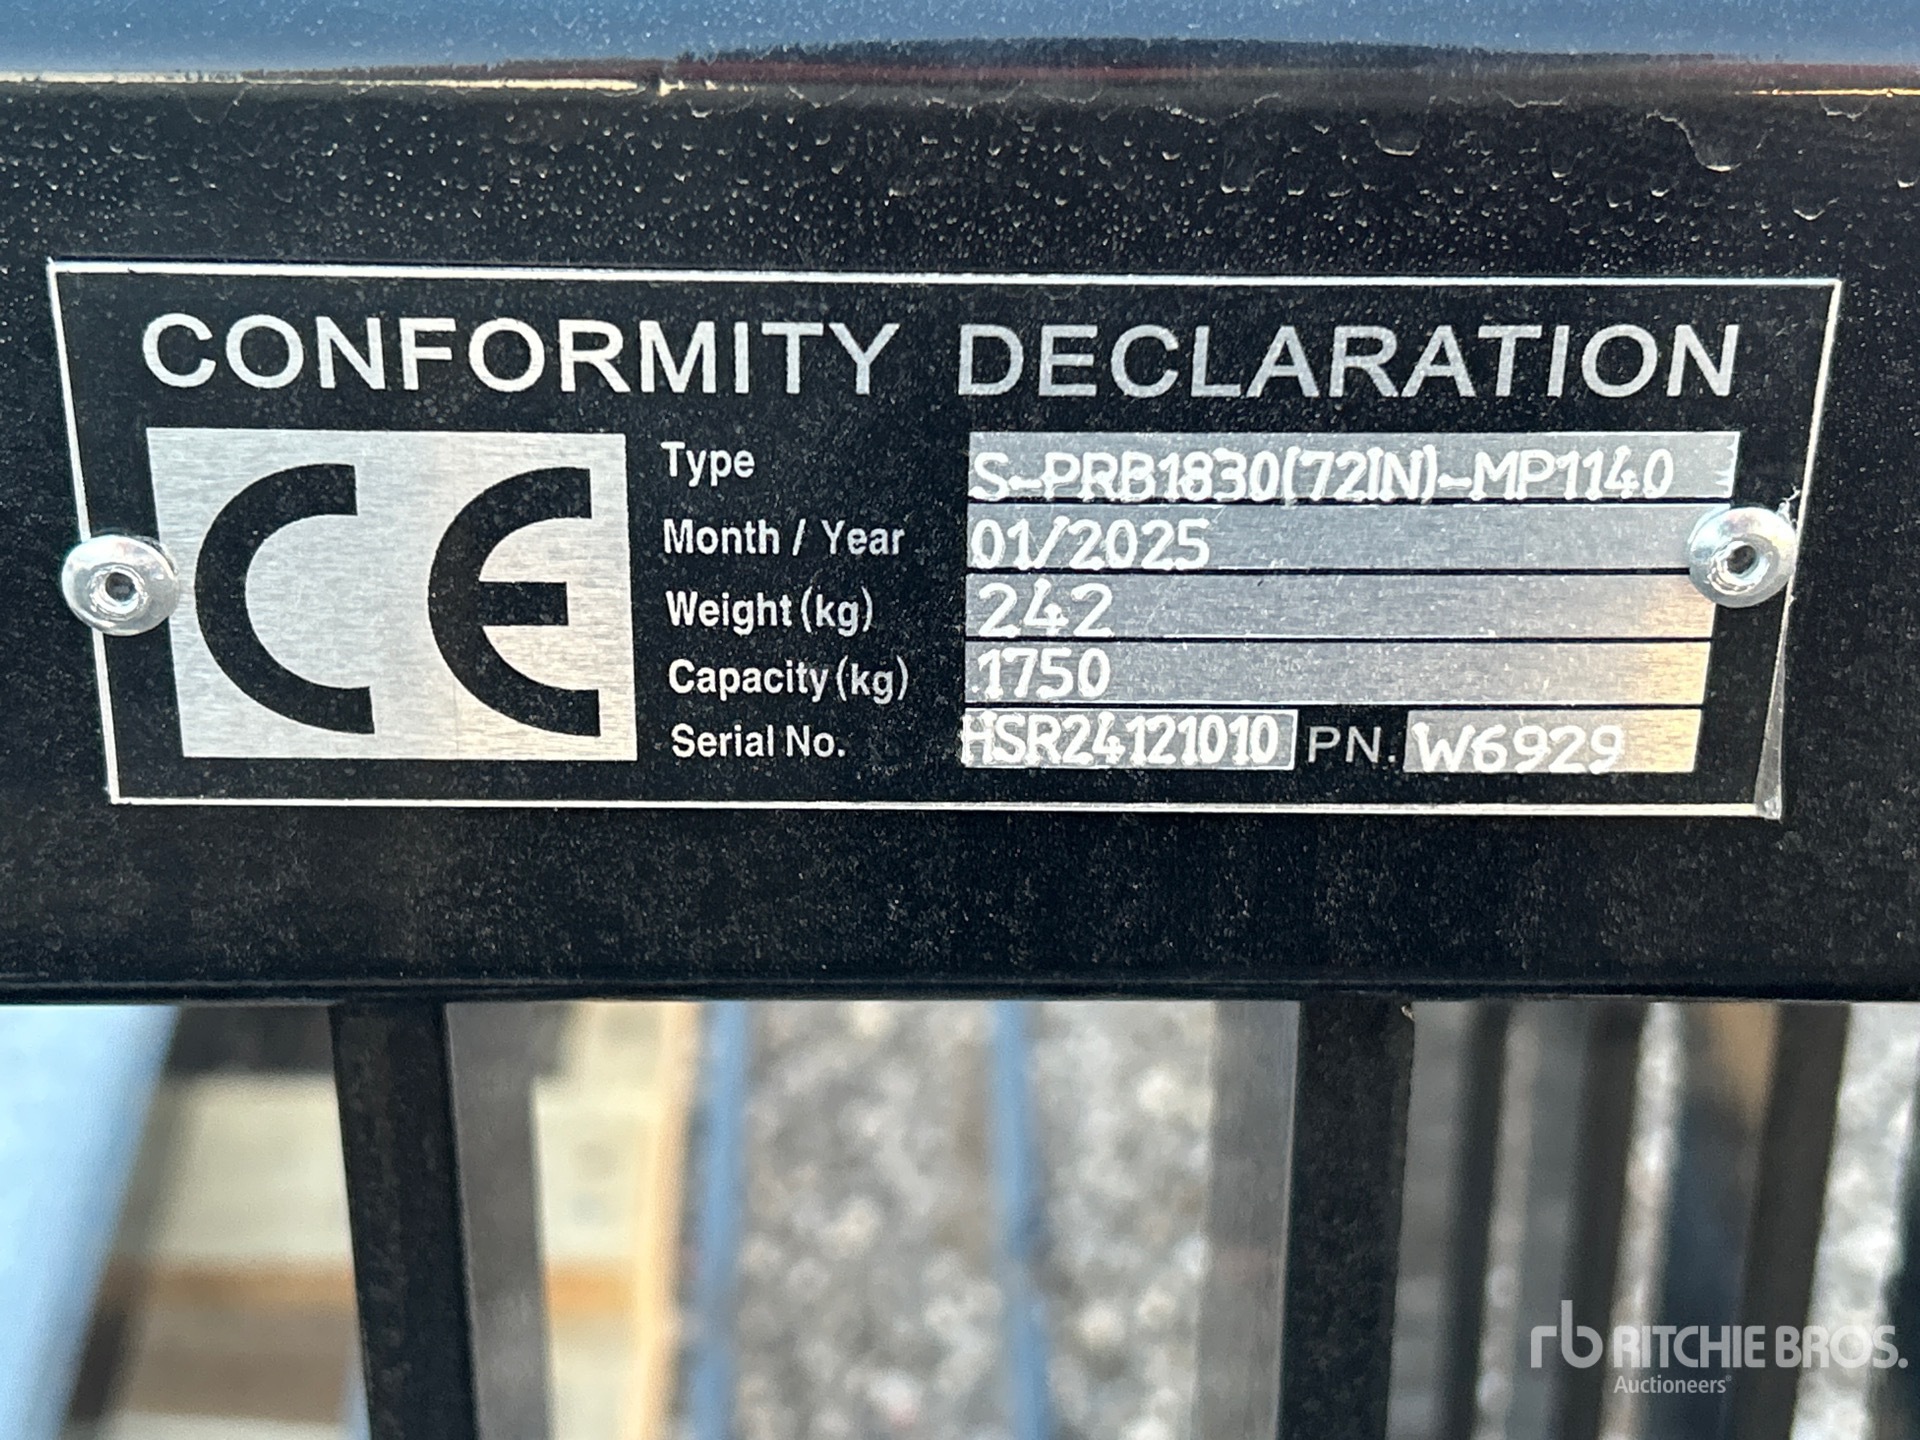 CONFORMITY DECLARATION
CE
Type S-PRB1830(72IN)-MP1140
Month / Year 01/2025
Weight (kg) 242
Capacity (kg) 1750
Serial No. HSR24121010 PN. W6929
rb RITCHIE BROS.
Auctioneers